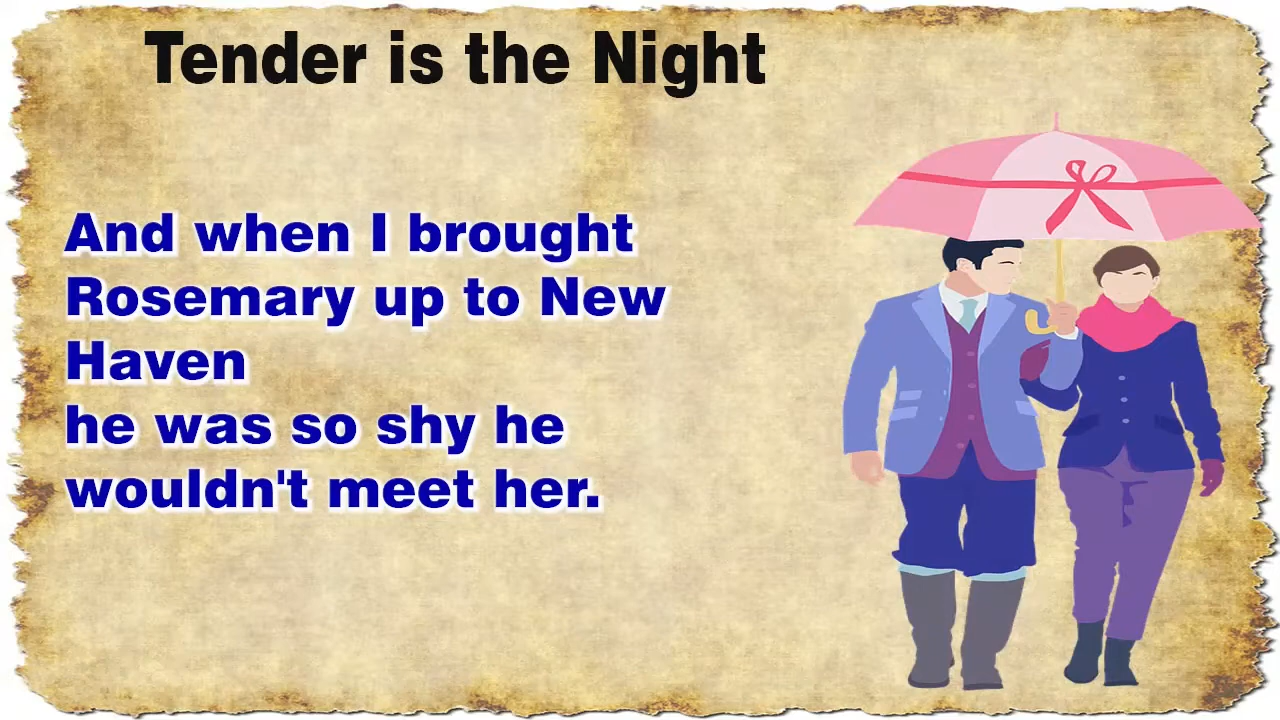 Tender is the Night
And when I brought
Rosemary up to New
Haven
he was so shy he
wouldn't meet her.